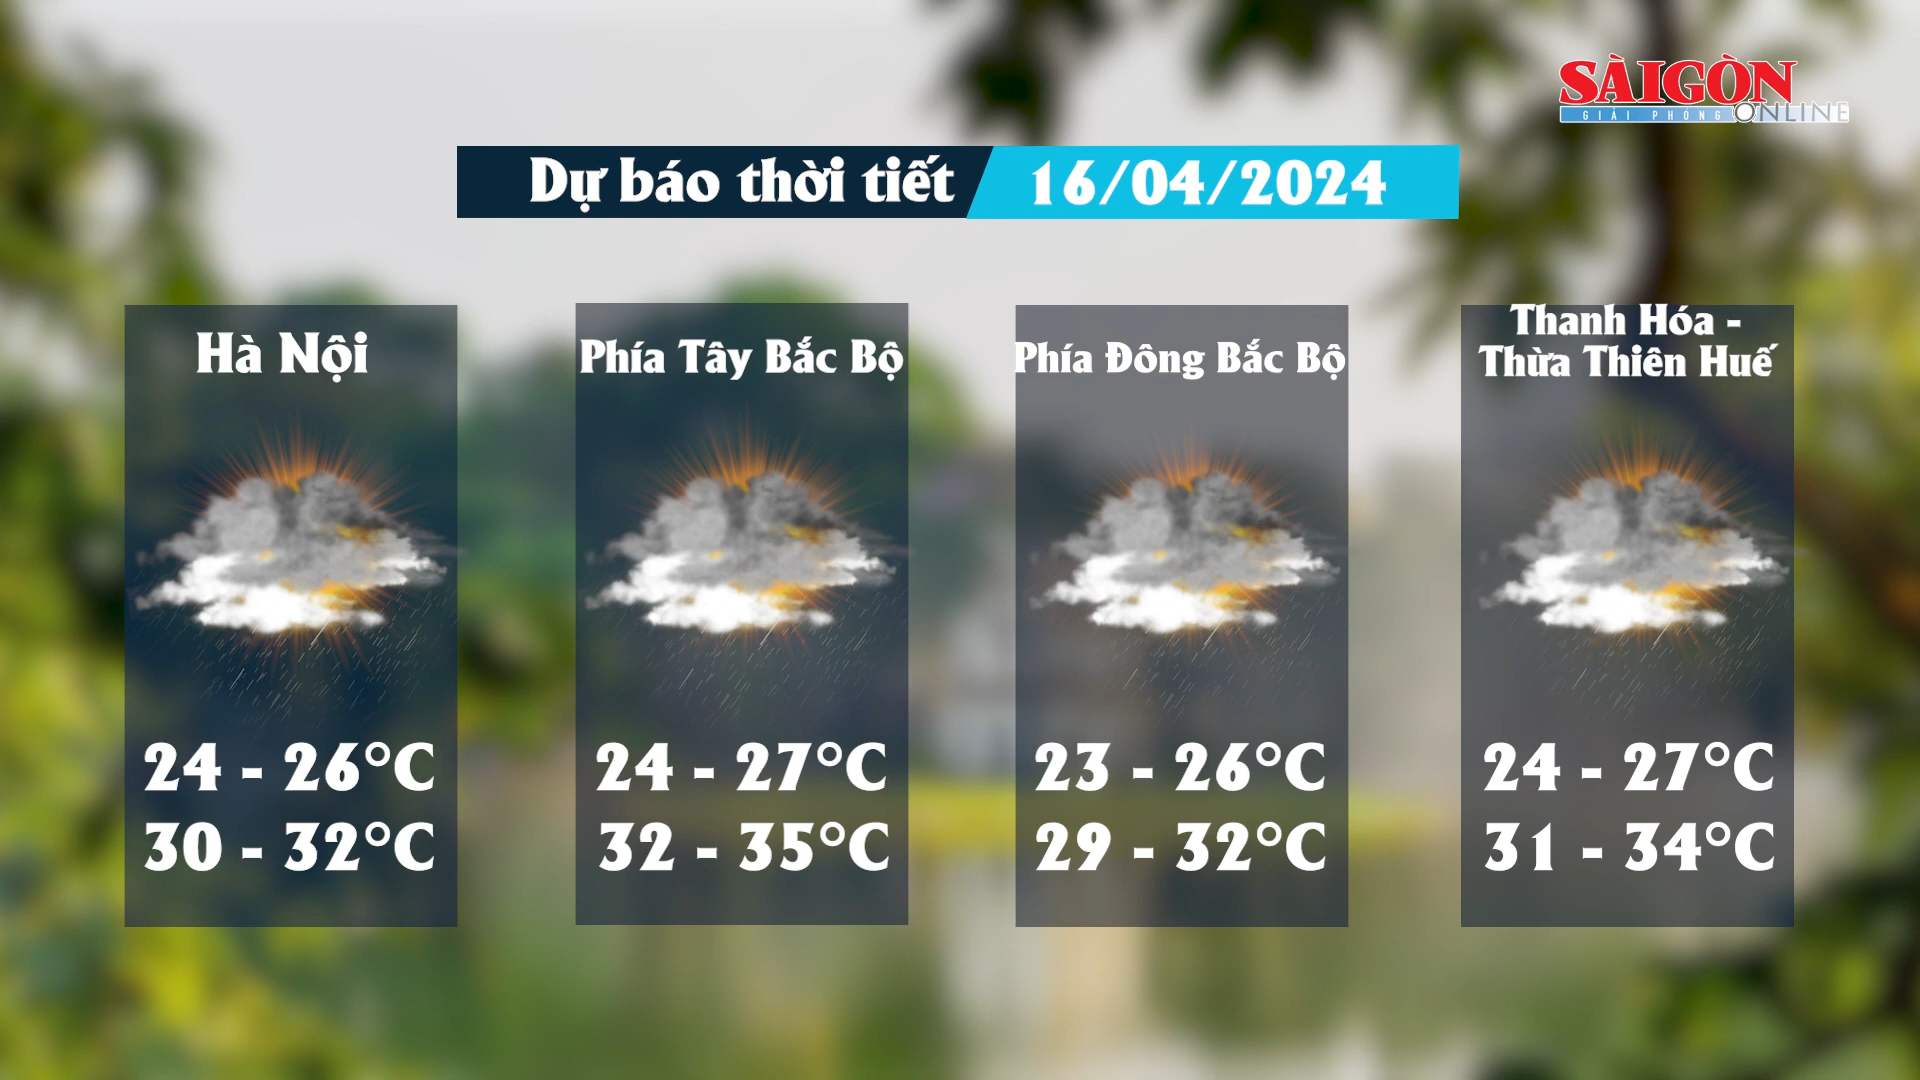 SÀI GÒN
GIẢI PHÓNG ONLINE
Dự báo thời tiết 16/04/2024
Hà Nội
24 - 26°C
30 - 32°C
Phía Tây Bắc Bộ
24 - 27°C
32 - 35°C
Phía Đông Bắc Bộ
23 - 26°C
29 - 32°C
Thanh Hóa -
Thừa Thiên Huế
24 - 27°C
31 - 34°C